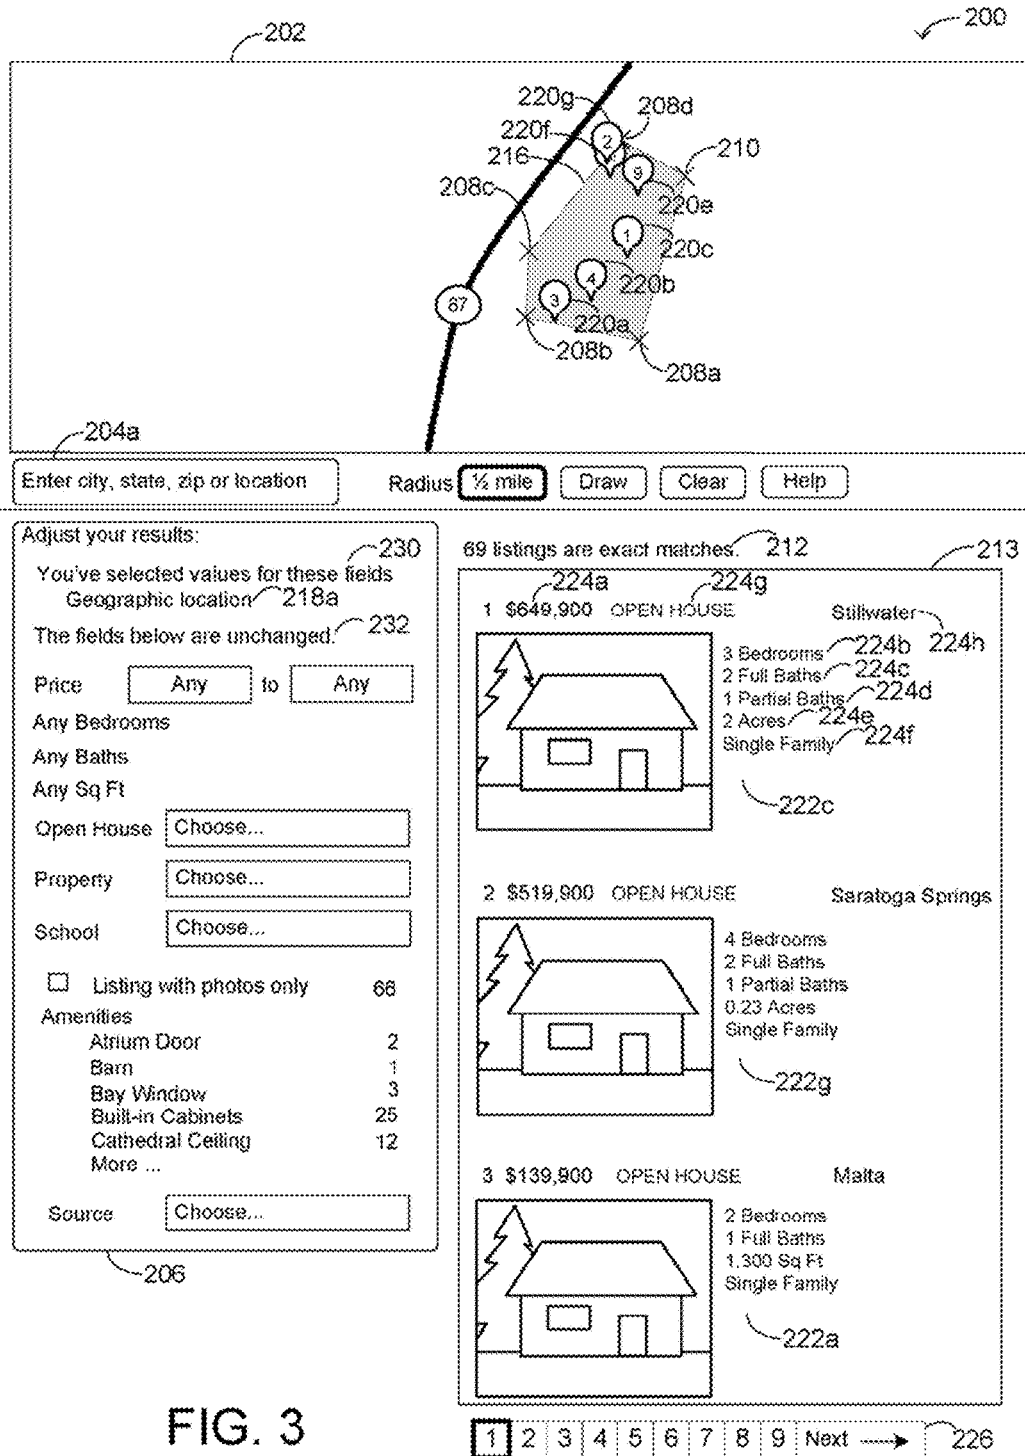 202
200
220g
208d
220f
2
216
210
9
208c
220e
1
220c
4
220b
67
3
220a
208b
208a
204a
Enter city, state, zip or location Radius ½ mile Draw Clear Help
Adjust your results:
230
You've selected values for these fields
Geographic location 218a
The fields below are unchanged. 232
Price Any to Any
Any Bedrooms
Any Baths
Any Sq Ft
Open House Choose...
Property Choose...
School Choose...
Listing with photos only 66
Amenities
Atrium Door 2
Barn 1
Bay Window 3
Built-in Cabinets 25
Cathedral Ceiling 12
More ...
Source Choose...
206
69 listings are exact matches. 212
213
224a 224g
1 $649,900 OPEN HOUSE Stillwater
224h
3 Bedrooms 224b
2 Full Baths 224c
1 Partial Baths 224d
2 Acres 224e
Single Family 224f
222c
2 $519,900 OPEN HOUSE Saratoga Springs
4 Bedrooms
2 Full Baths
1 Partial Baths
0.23 Acres
Single Family
222g
3 $139,900 OPEN HOUSE Malta
2 Bedrooms
1 Full Baths
1,300 Sq Ft
Single Family
222a
FIG. 3
1 2 3 4 5 6 7 8 9 Next 226